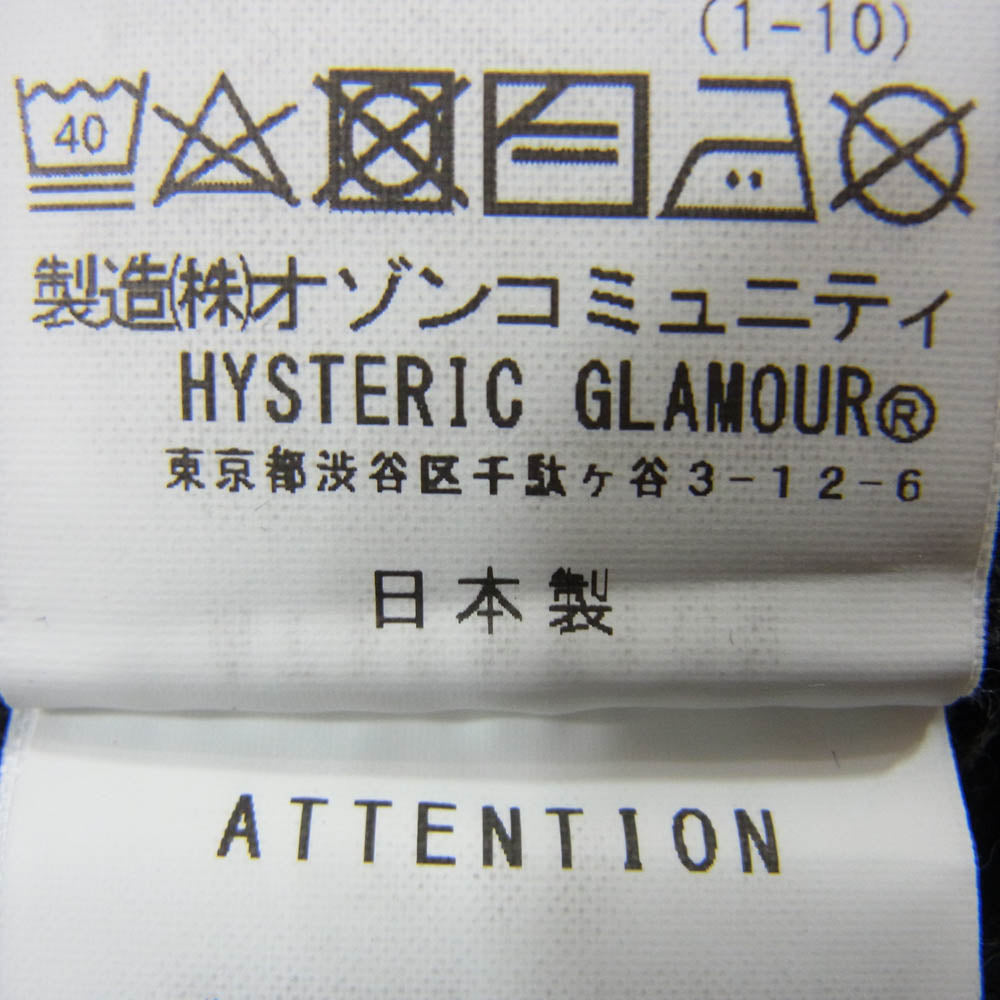 (1-10)
40
製造(株)オゾンコミュニティ
HYSTERIC GLAMOUR®
東京都渋谷区千駄ヶ谷3-12-6
日本製
ATTENTION